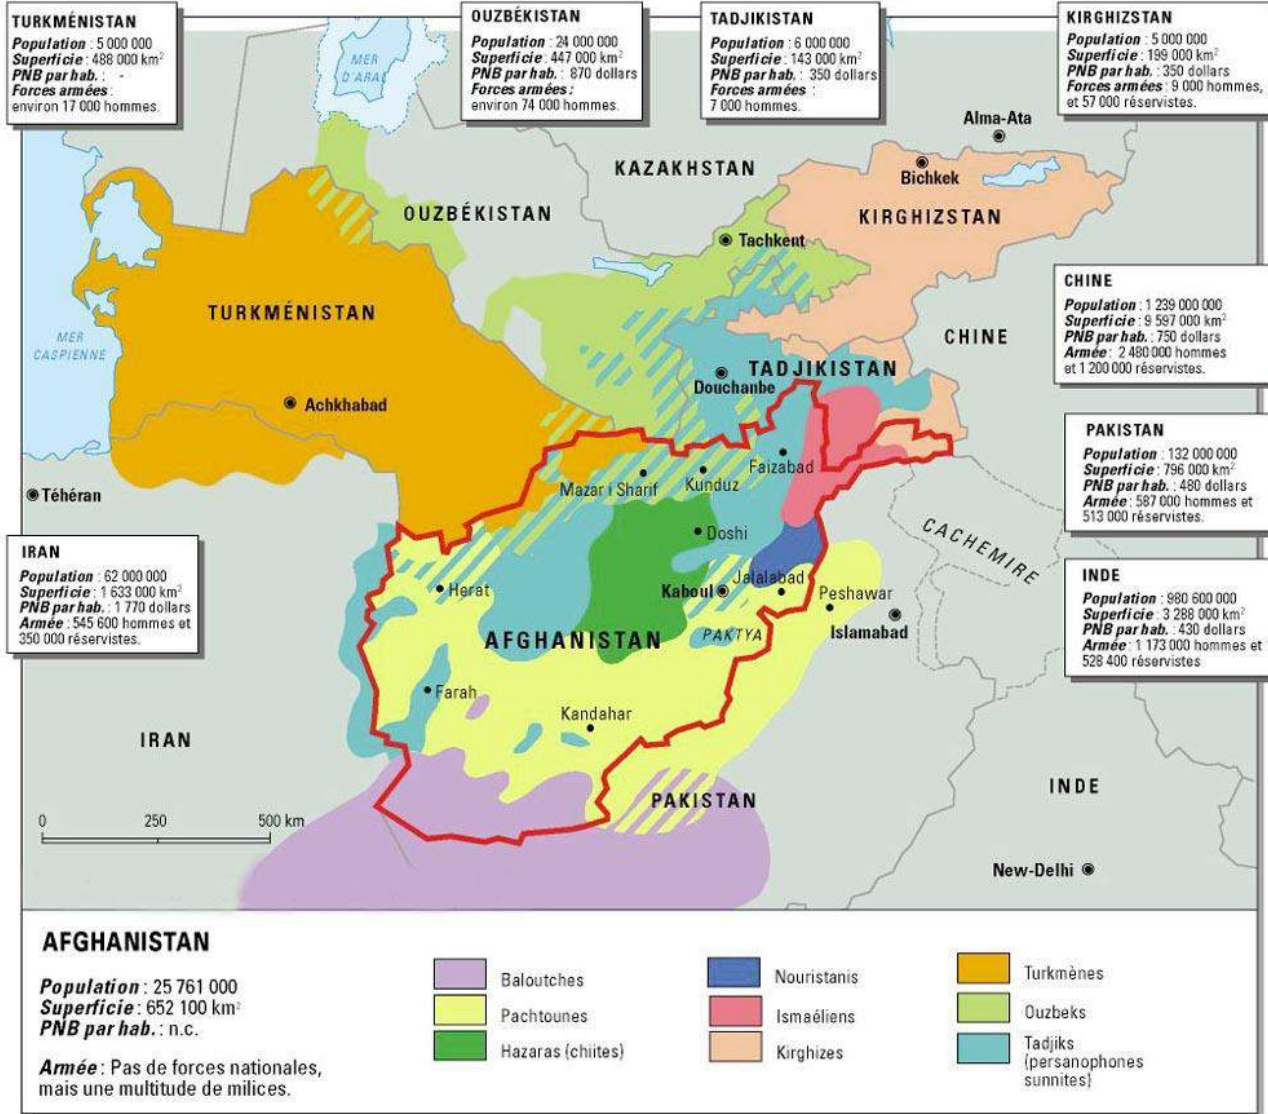 TURKMÉNISTAN
Population : 5 000 000
Superficie : 488 000 km²
PNB par hab. : -
Forces armées :
environ 17 000 hommes.
OUZBÉKISTAN
Population : 24 000 000
Superficie : 447 000 km²
PNB par hab. : 870 dollars
Forces armées :
environ 74 000 hommes.
TADJIKISTAN
Population : 6 000 000
Superficie : 143 000 km²
PNB par hab. : 350 dollars
Forces armées :
7 000 hommes.
KIRGHIZSTAN
Population : 5 000 000
Superficie : 199 000 km²
PNB par hab. : 350 dollars
Forces armées : 9 000 hommes,
et 57 000 réservistes.
MER
D'ARAL
Alma-Ata
KAZAKHSTAN
Bichkek
OUZBÉKISTAN
KIRGHIZSTAN
Tachkent
CHINE
Population : 1 239 000 000
Superficie : 9 597 000 km²
PNB par hab. : 750 dollars
Armée : 2 480 000 hommes
et 1 200 000 réservistes.
TURKMÉNISTAN
MER
CASPIENNE
CHINE
TADJIKISTAN
Douchanbe
Achkhabad
PAKISTAN
Population : 132 000 000
Superficie : 796 000 km²
PNB par hab. : 480 dollars
Armée : 587 000 hommes et
513 000 réservistes.
Faizabad
Mazar i Sharif
Kunduz
Téhéran
Doshi
CACHEMIRE
IRAN
Population : 62 000 000
Superficie : 1 633 000 km²
PNB par hab. : 1 770 dollars
Armée : 545 600 hommes et
350 000 réservistes.
INDE
Population : 980 600 000
Superficie : 3 288 000 km²
PNB par hab. : 430 dollars
Armée : 1 173 000 hommes et
528 400 réservistes
Herat
Kaboul
Jalalabad
Peshawar
Islamabad
AFGHANISTAN
PAKTYA
Farah
Kandahar
IRAN
PAKISTAN
INDE
0 250 500 km
New-Delhi
AFGHANISTAN
Population : 25 761 000
Superficie : 652 100 km²
PNB par hab. : n.c.
Armée : Pas de forces nationales,
mais une multitude de milices.
Baloutches
Pachtounes
Hazaras (chiites)
Nouristanis
Ismaéliens
Kirghizes
Turkmènes
Ouzbeks
Tadjiks
(persanophones
sunnites)